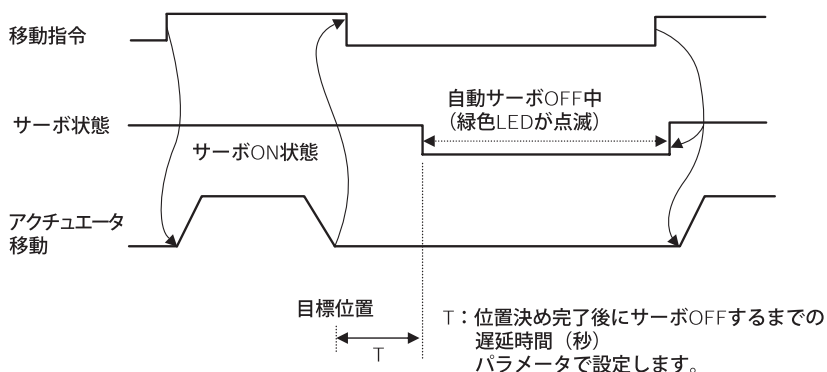 移動指令
サーボ状態
自動サーボOFF中
(緑色LEDが点滅)
サーボON状態
アクチュエータ
移動
目標位置
T
T：位置決め完了後にサーボOFFするまでの
遅延時間（秒）
パラメータで設定します。